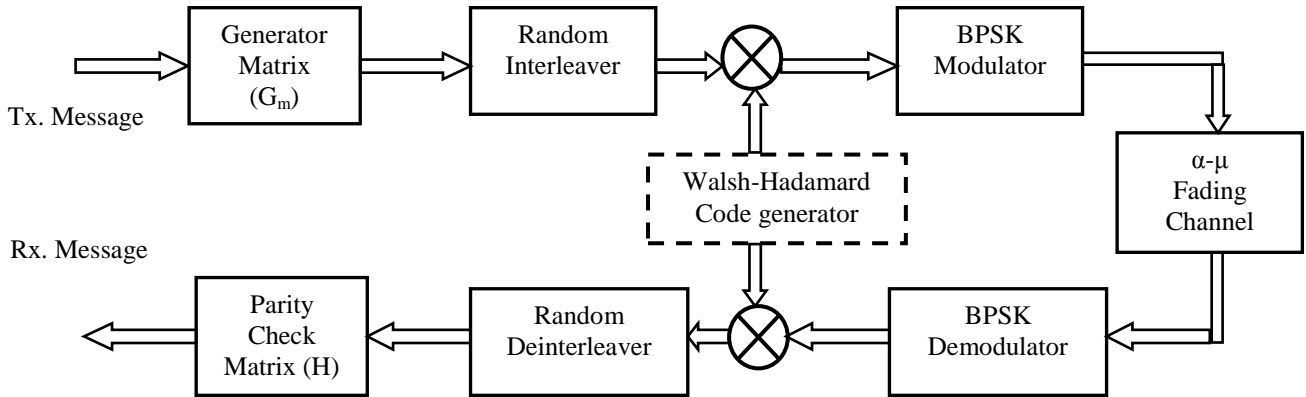 Generator
Matrix
(Gm)
Random
Interleaver
BPSK
Modulator
Tx. Message
α-μ
Fading
Channel
Walsh-Hadamard
Code generator
Rx. Message
Parity
Check
Matrix (H)
Random
Deinterleaver
BPSK
Demodulator